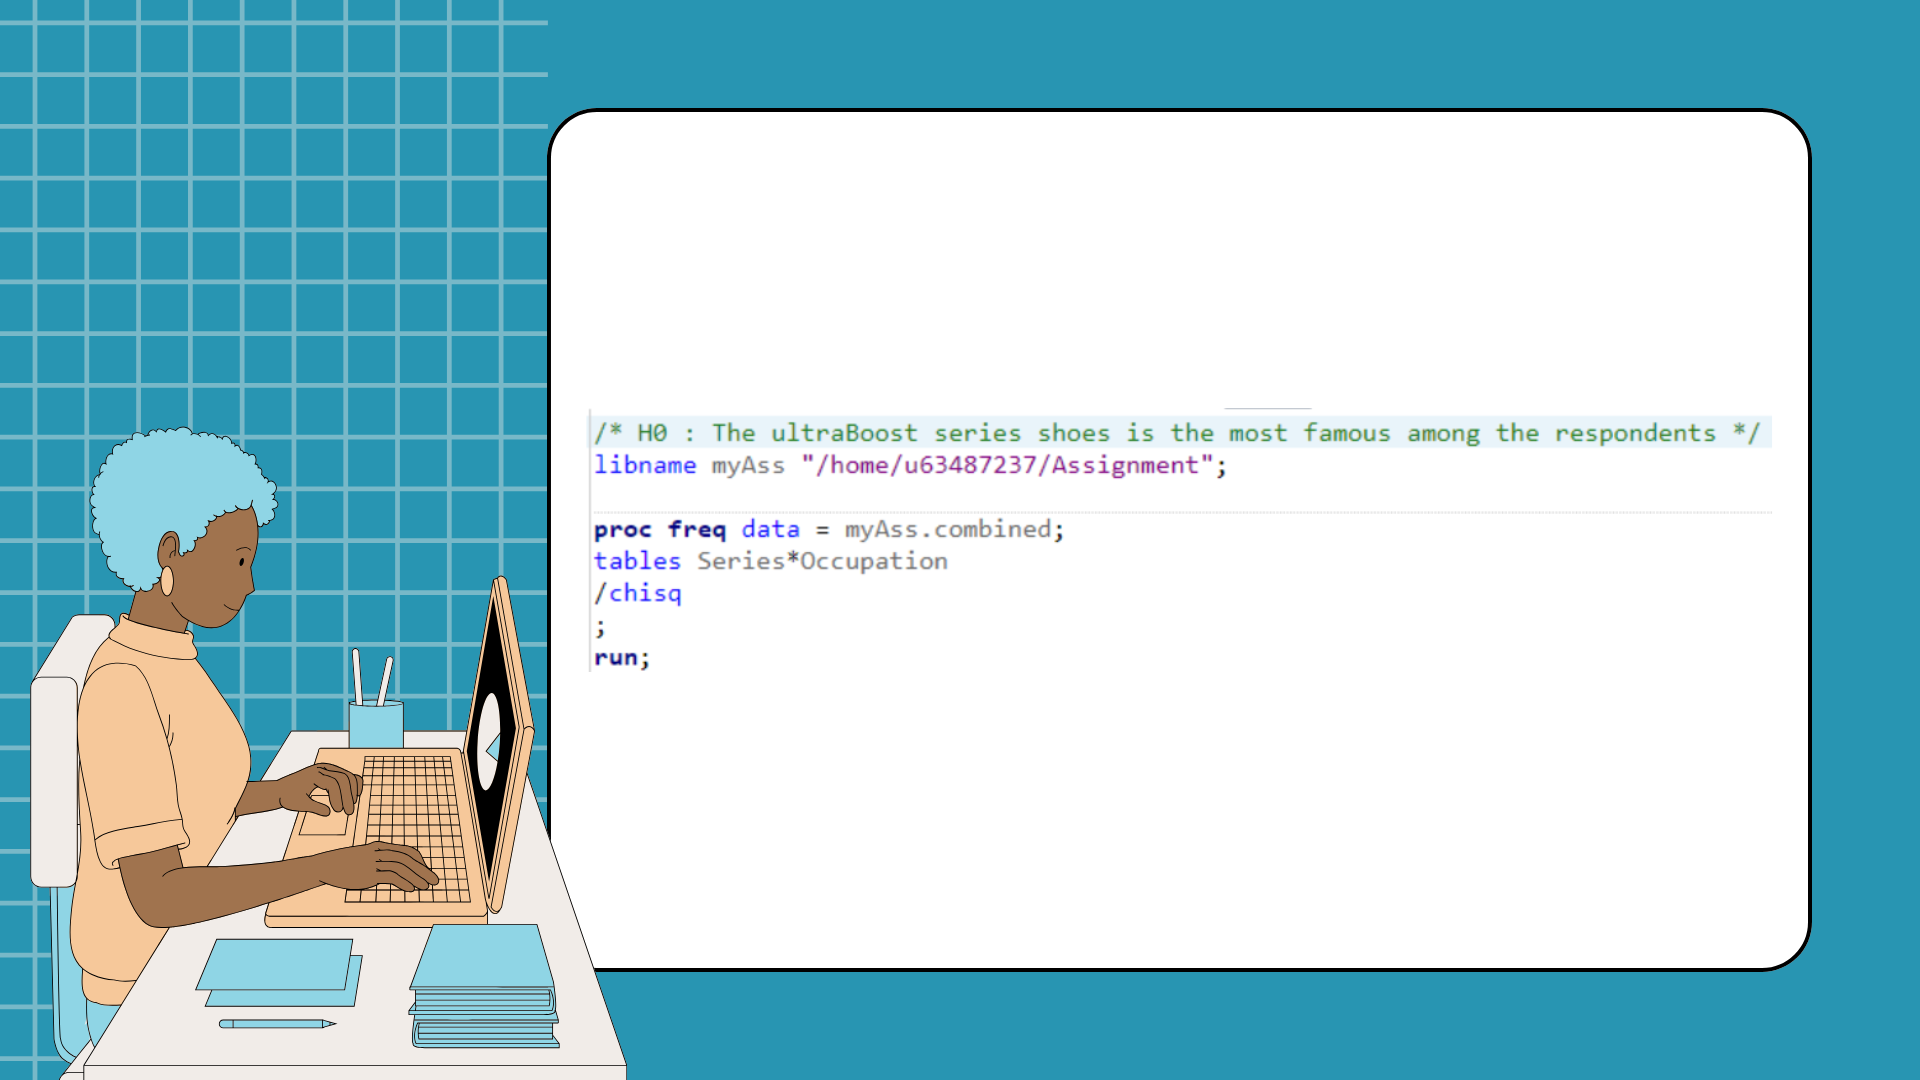 /* H0 : The ultraBoost series shoes is the most famous among the respondents */
libname myAss "/home/u63487237/Assignment";
proc freq data = myAss.combined;
tables Series*Occupation
/chisq
;
run;